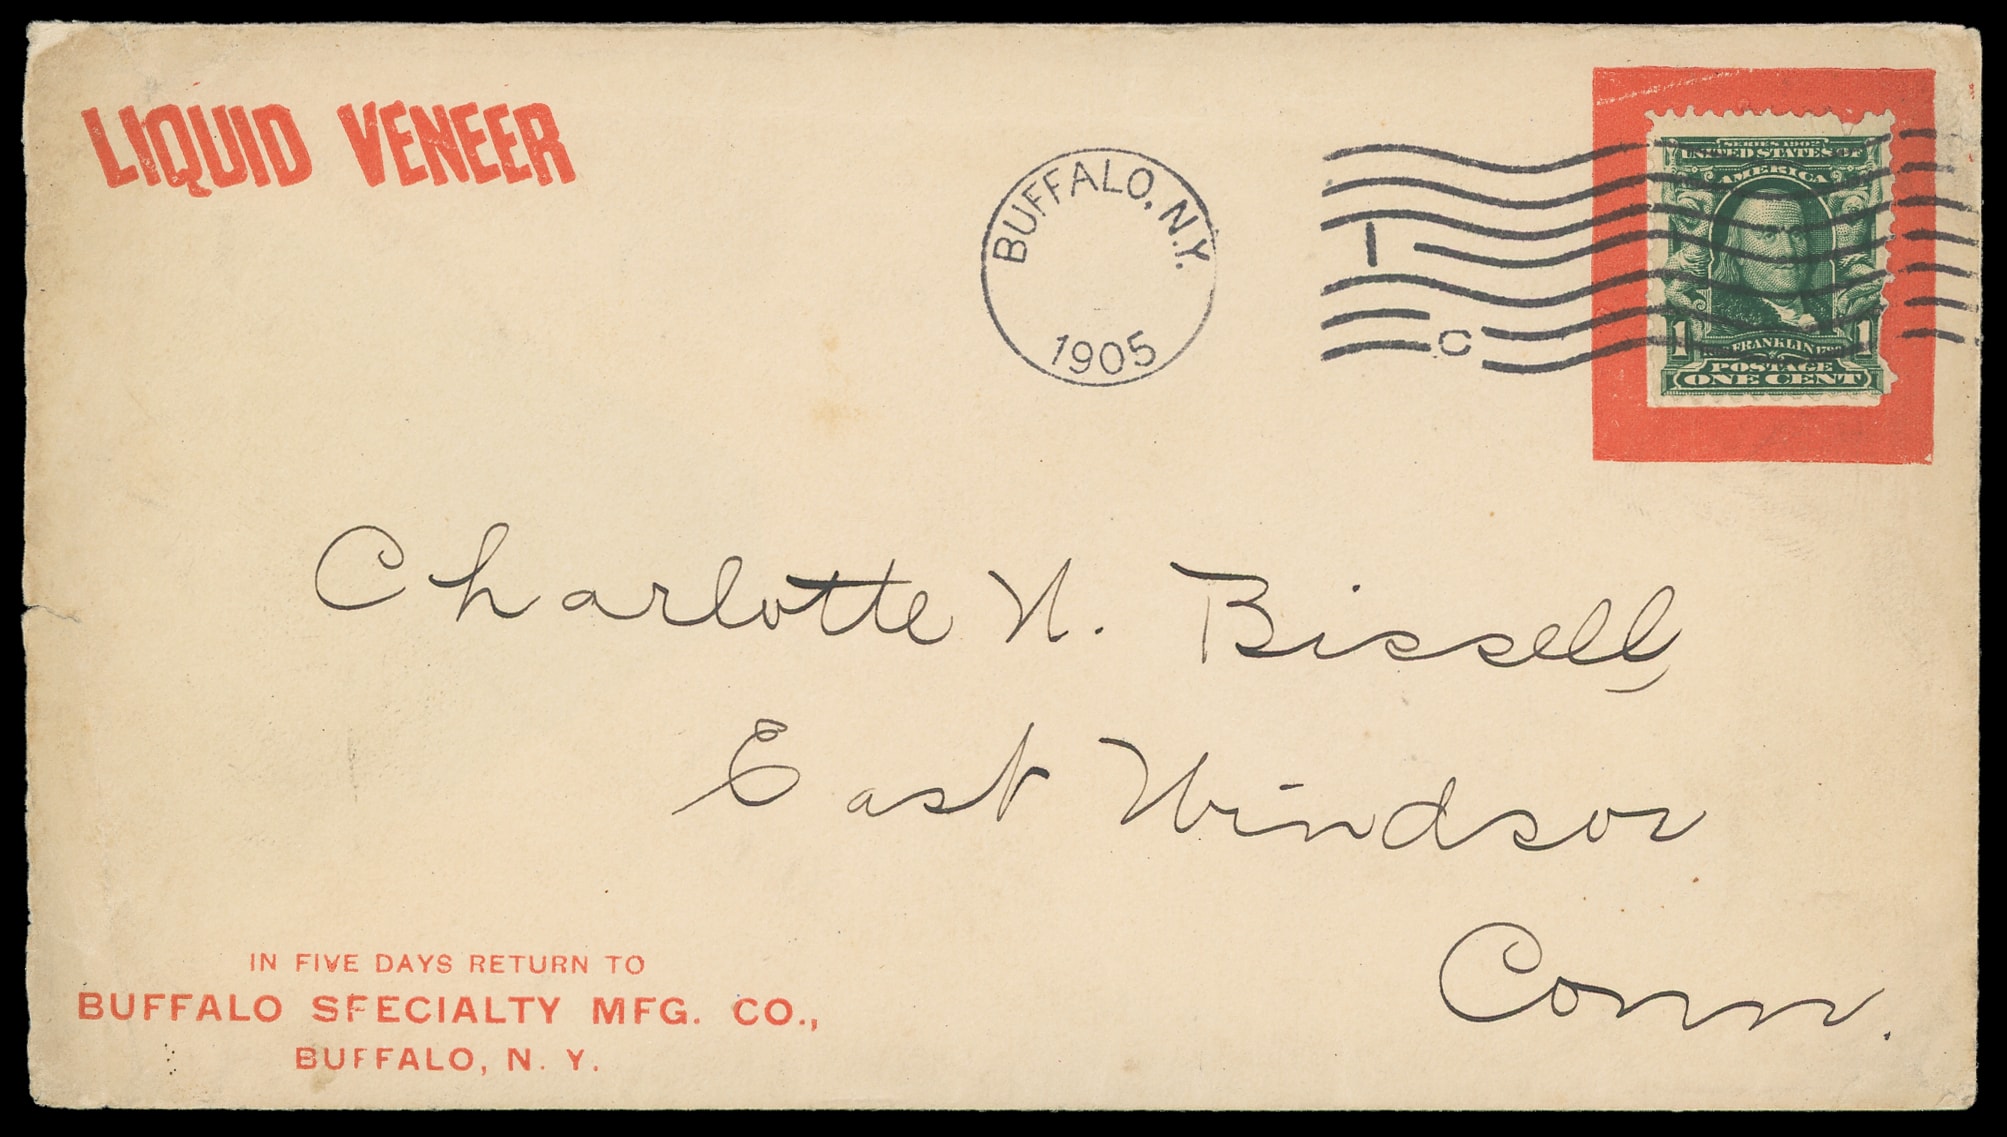 LIQUID VENEER
BUFFALO, N.Y.
1905
1
C
SERIES 1902
UNITED STATES OF
AMERICA
FRANKLIN
1 1
POSTAGE
ONE CENT
Charlotte N. Bissell,
East Windsor
Conn.
IN FIVE DAYS RETURN TO
BUFFALO SPECIALTY MFG. CO.,
BUFFALO, N. Y.